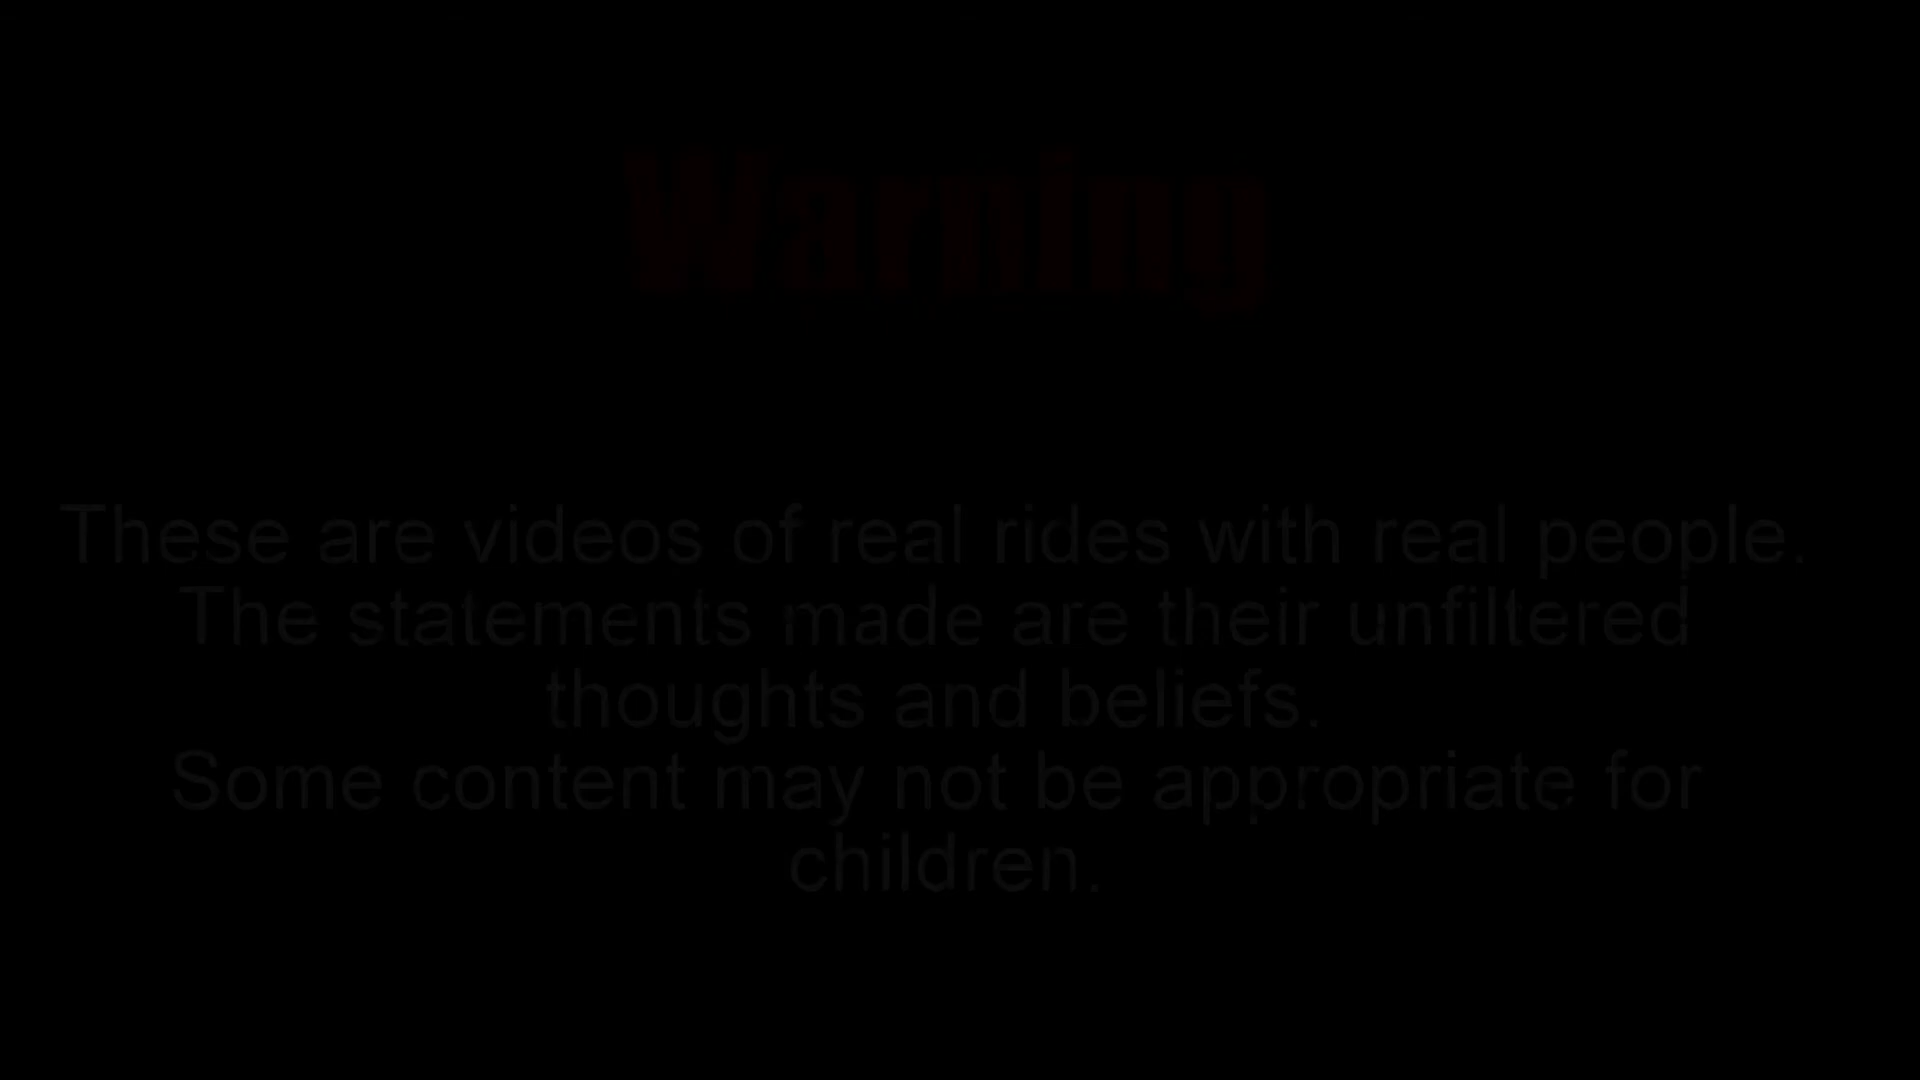 Warning
These are videos of real rides with real people.
The statements made are their unfiltered
thoughts and beliefs.
Some content may not be appropriate for
children.